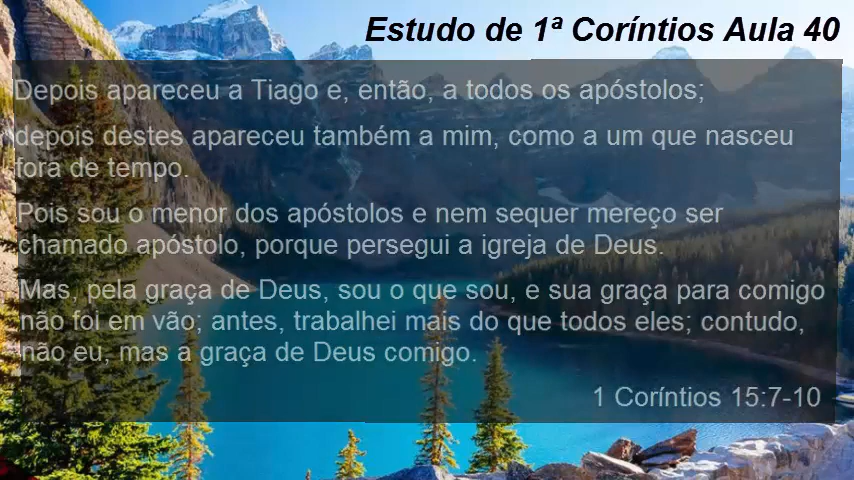 Estudo de 1ª Coríntios Aula 40
Depois apareceu a Tiago e, então, a todos os apóstolos;
depois destes apareceu também a mim, como a um que nasceu
fora de tempo.
Pois sou o menor dos apóstolos e nem sequer mereço ser
chamado apóstolo, porque persegui a igreja de Deus.
Mas, pela graça de Deus, sou o que sou, e sua graça para comigo
não foi em vão; antes, trabalhei mais do que todos eles; contudo,
não eu, mas a graça de Deus comigo.
1 Coríntios 15:7-10